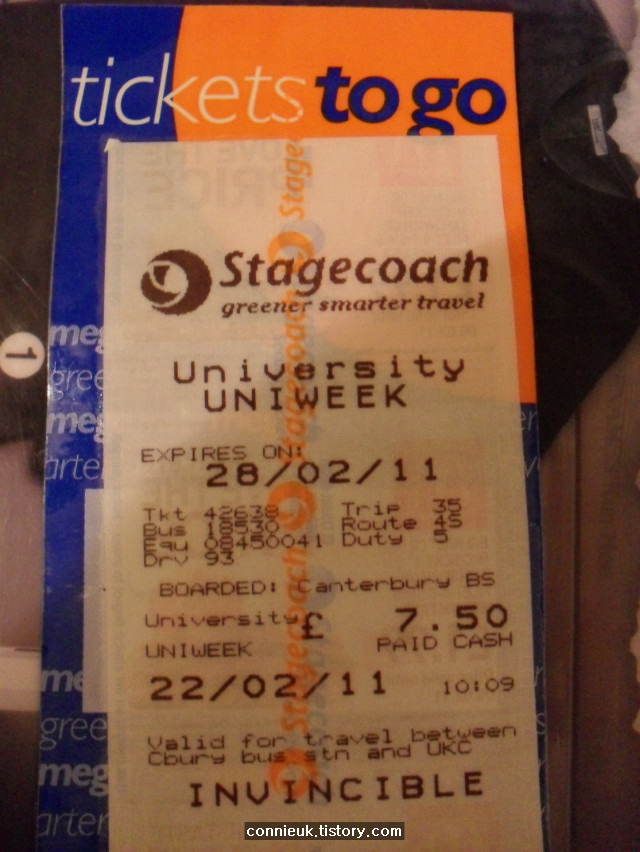 tickets to go
Stagecoach
greener smarter travel
University
UNIWEEK
EXPIRES ON:
28/02/11
Tkt 42638 Trip 35
Bus 18530 Route 4S
Equ 08450041 Duty 5
Drv 93
BOARDED: Canterbury BS
University £ 7.50
UNIWEEK PAID CASH
22/02/11 10:09
Valid for travel between
Cbury bus stn and UKC
INVINCIBLE
connieuk.tistory.com